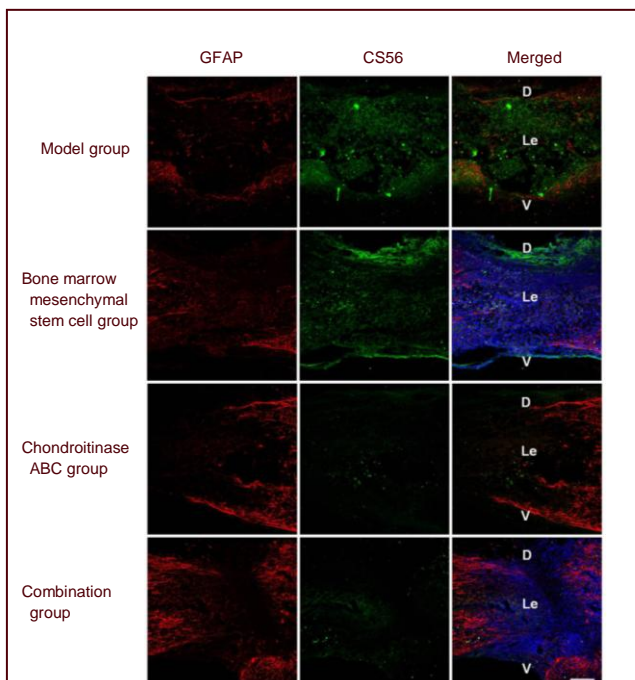 GFAP CS56 Merged
Model group
D
Le
V
Bone marrow
mesenchymal
stem cell group
D
Le
V
Chondroitinase
ABC group
D
Le
V
Combination
group
D
Le
V